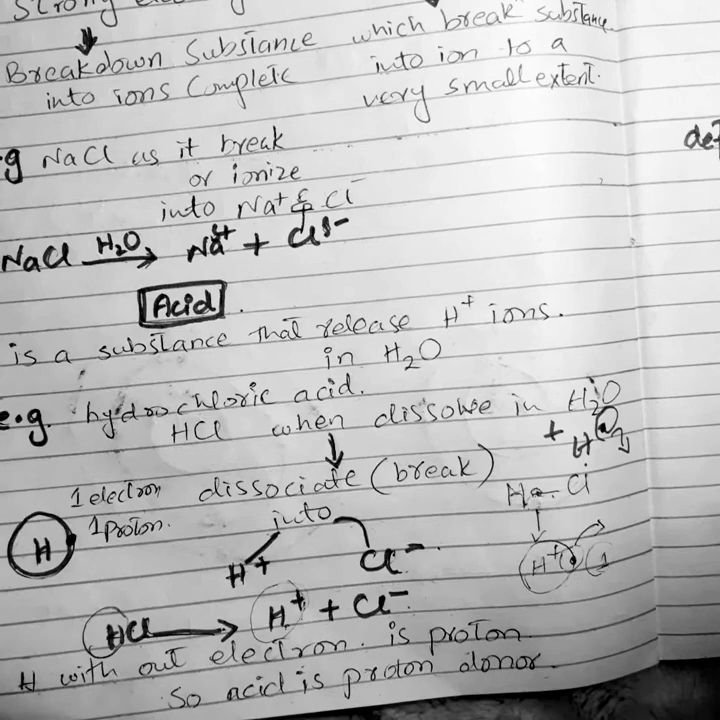 Strong
Breakdown Substance which break substance
into ions Complete into ion to a
very small extent.
e.g NaCl as it break
or ionize
into Na⁺ & Cl⁻
NaCl H₂O → Na⁺ + Cl⁻
Acid.
is a substance that release H⁺ ions.
in H₂O
e.g. hydrochloric acid.
HCl when dissolve in H₂O
dissociate (break)
into
1 electron
1 Proton.
H
H⁺ Cl⁻
H Cl
H⁺
HCl → H⁺ + Cl⁻
H with out electron. is proton.
So acid is proton donor.